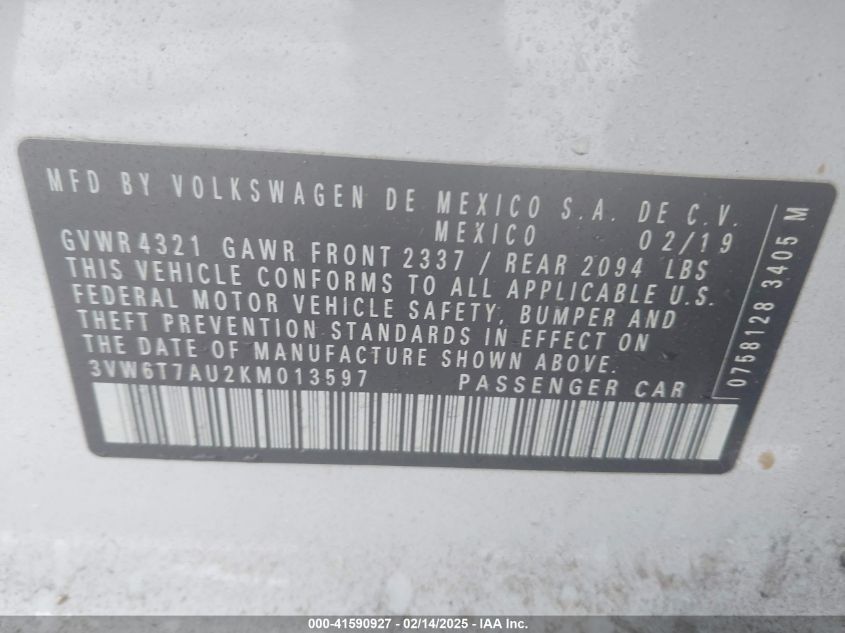 MFD BY VOLKSWAGEN DE MEXICO S.A. DE C.V.
MEXICO 02/19
GVWR 4321 GAWR FRONT 2337 / REAR 2094 LBS
THIS VEHICLE CONFORMS TO ALL APPLICABLE U.S.
FEDERAL MOTOR VEHICLE SAFETY, BUMPER AND
THEFT PREVENTION STANDARDS IN EFFECT ON
THE DATE OF MANUFACTURE SHOWN ABOVE.
3VW6T7AU2KM013597 PASSENGER CAR
0758128 3405 M
000-41590927 - 02/14/2025 - IAA Inc.